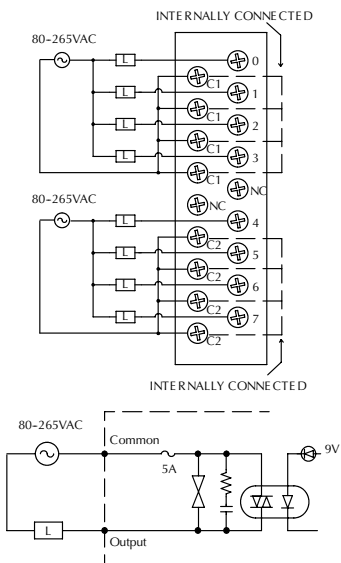 INTERNALLY CONNECTED
80-265VAC
L
0
C1
L
1
C1
L
2
C1
L
3
C1
NC
NC
80-265VAC
L
4
C2
L
5
C2
L
6
C2
L
7
C2
INTERNALLY CONNECTED
80-265VAC
Common
5A
9V
L
Output